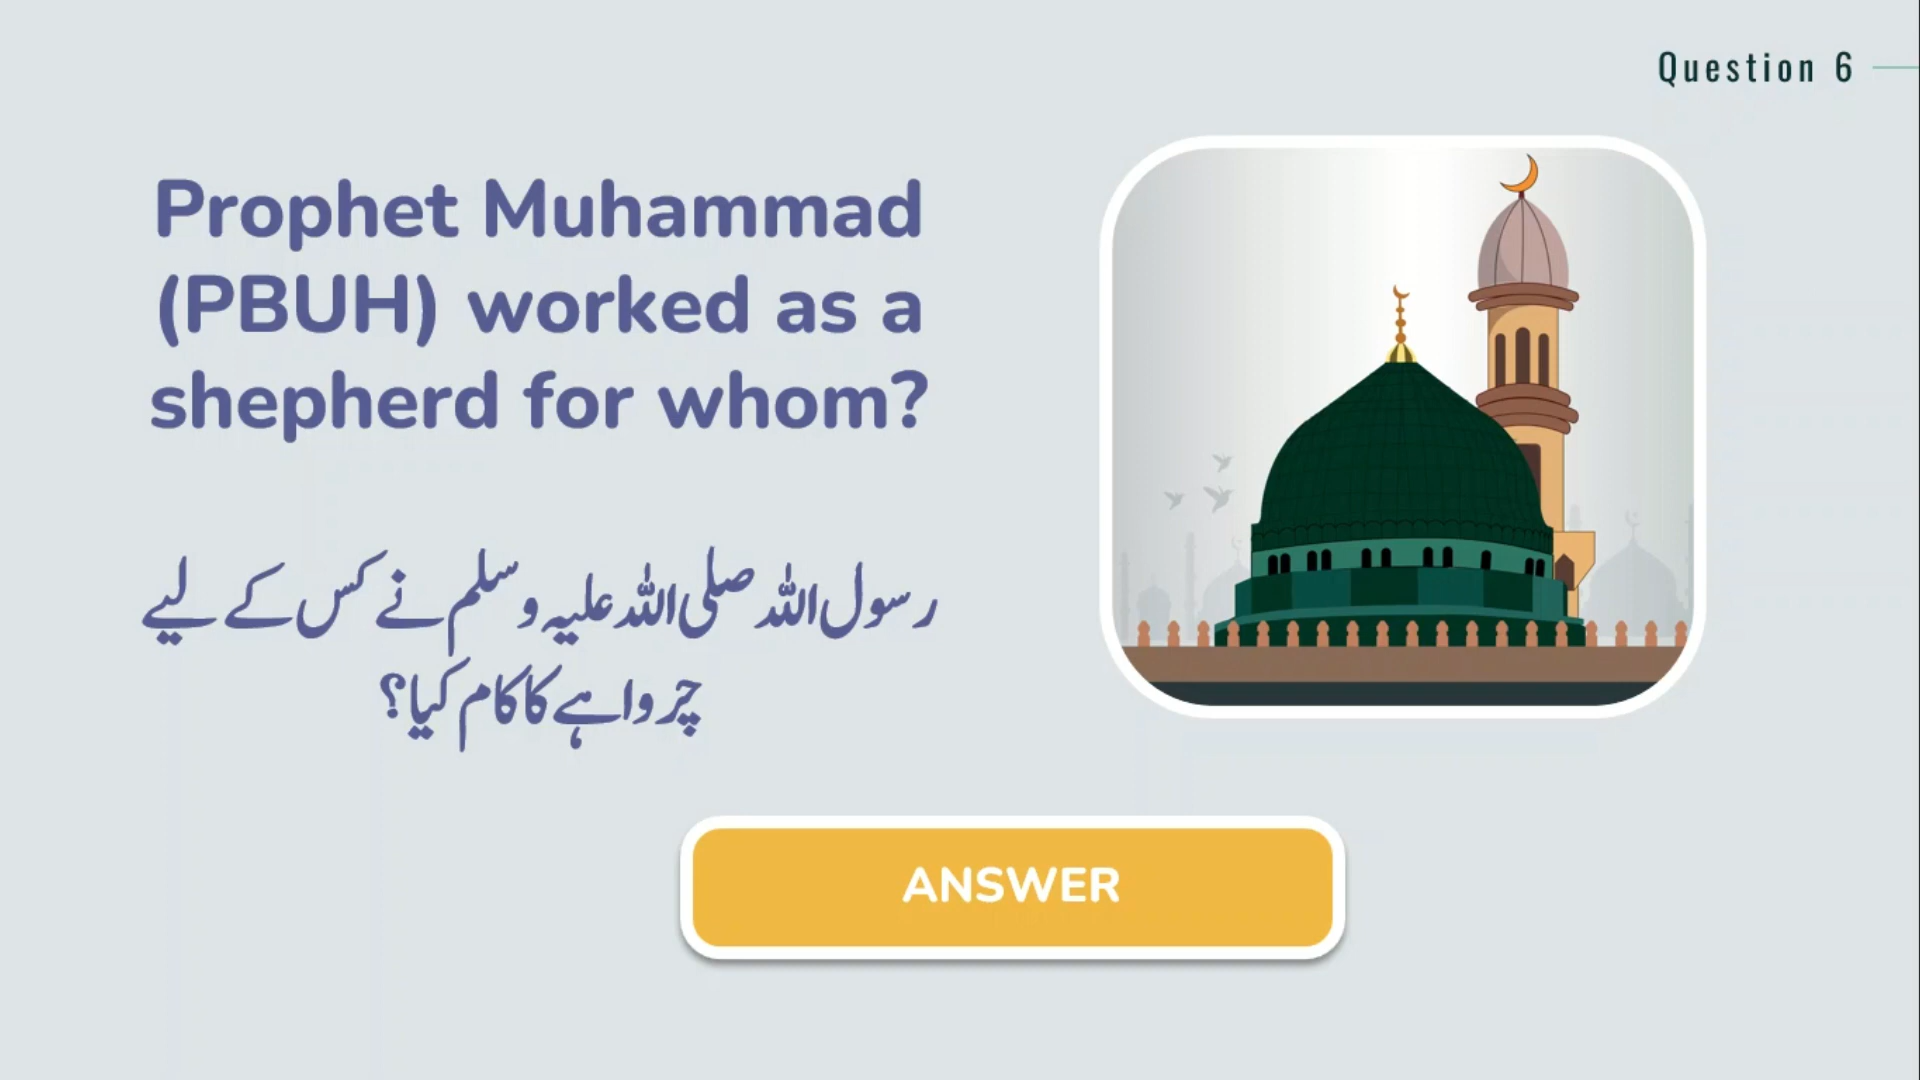 Question 6
Prophet Muhammad
(PBUH) worked as a
shepherd for whom?
رسول اللہ صلی اللہ علیہ وسلم نے کس کے لیے
چرواہے کا کام کیا؟
ANSWER